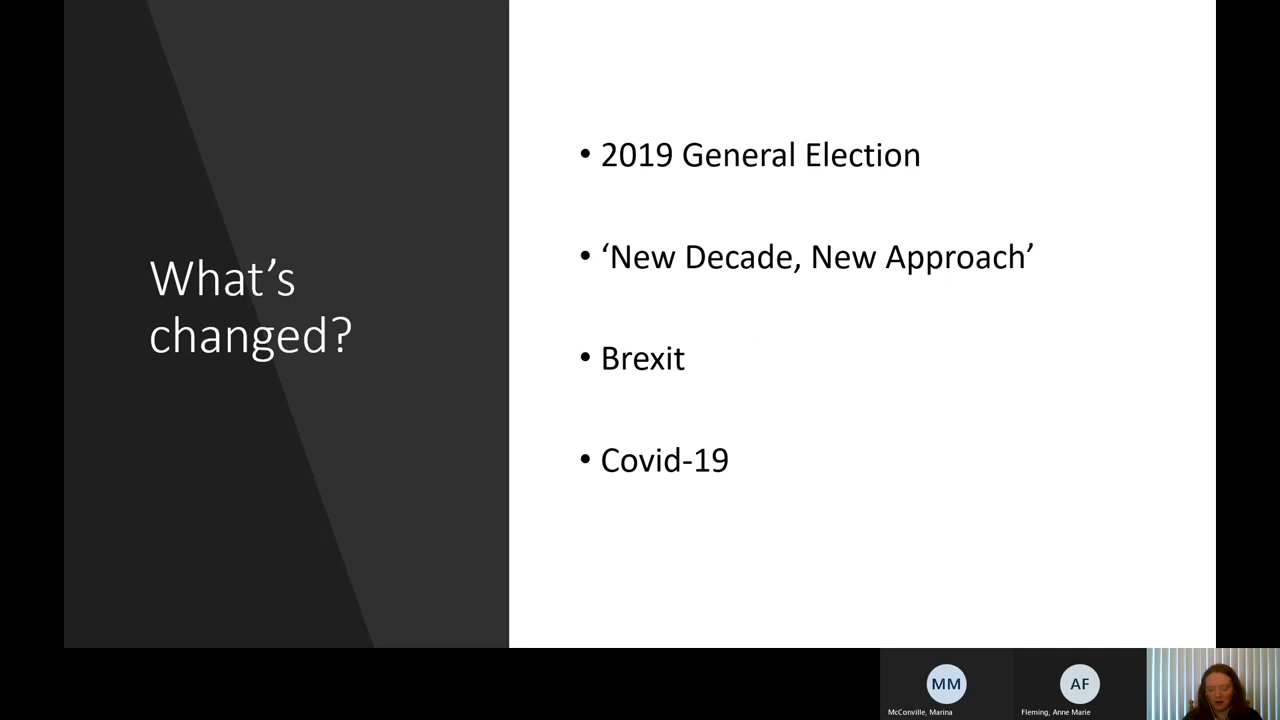 What's
changed?
• 2019 General Election
• ‘New Decade, New Approach’
• Brexit
• Covid-19
MM
AF
McConville, Marina
Fleming, Anne Marie